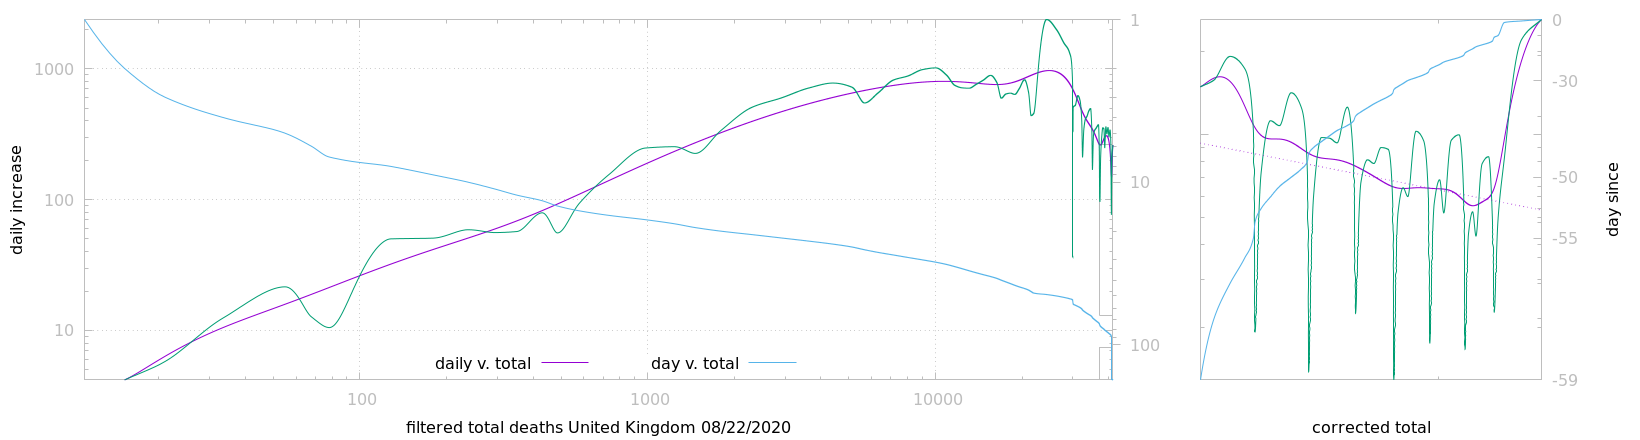 daily increase
1000
100
10
100
1000
10000
1
10
100
daily v. total
day v. total
filtered total deaths United Kingdom 08/22/2020
0
-30
-50
-55
-59
day since
corrected total